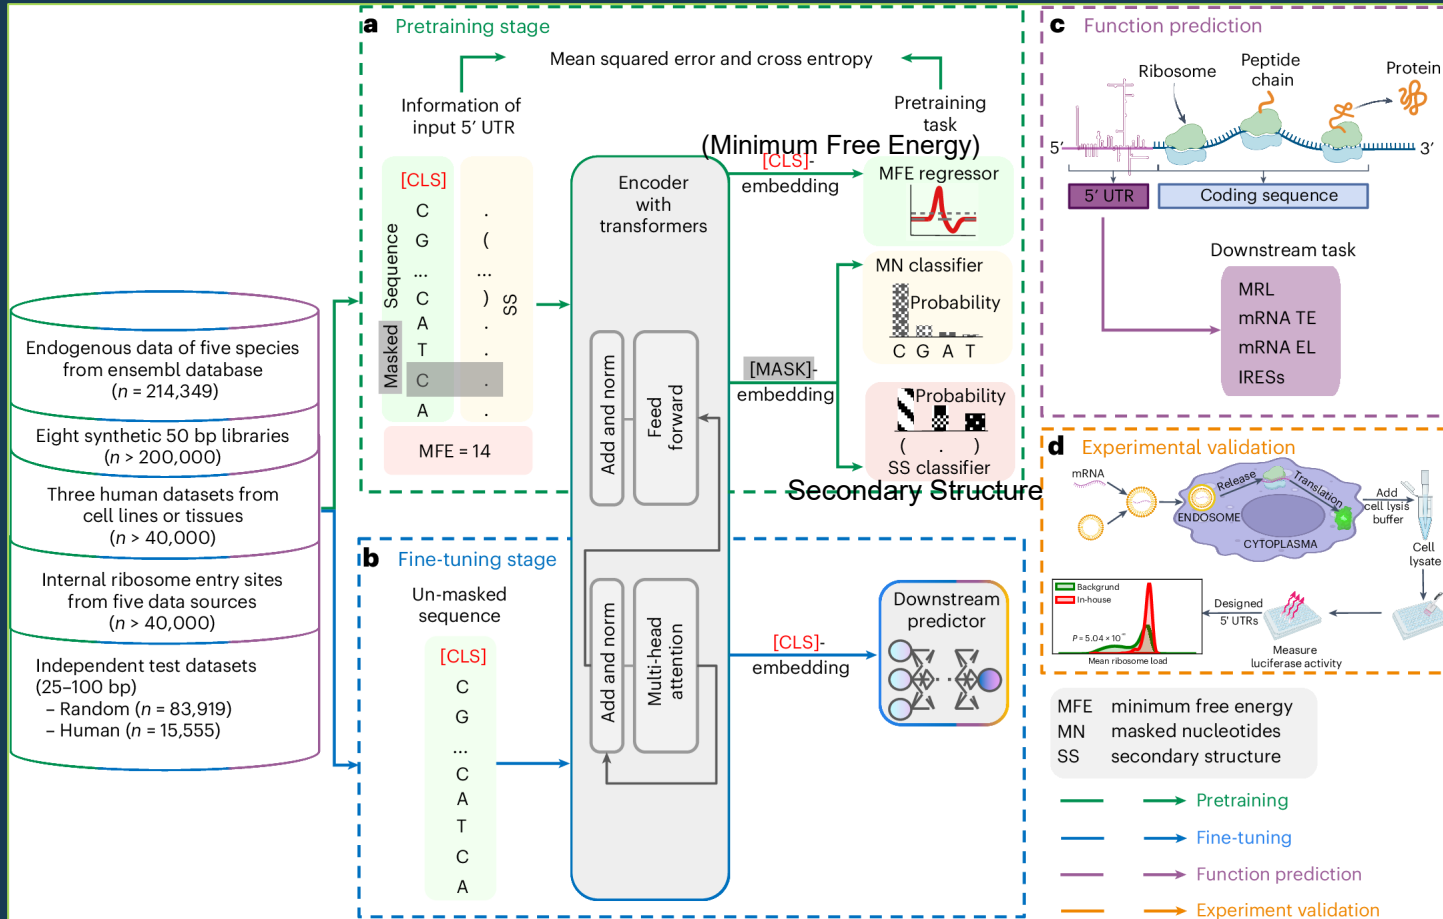 Endogenous data of five species
from ensembl database
(n = 214,349)
Eight synthetic 50 bp libraries
(n > 200,000)
Three human datasets from
cell lines or tissues
(n > 40,000)
Internal ribosome entry sites
from five data sources
(n > 40,000)
Independent test datasets
(25–100 bp)
– Random (n = 83,919)
– Human (n = 15,555)
a Pretraining stage
Mean squared error and cross entropy
Information of
input 5′ UTR
Pretraining
task
(Minimum Free Energy)
Masked Sequence
[CLS]
C
G
...
C
A
T
C
A
.
(
...
)
.
.
.
.
SS
MFE = 14
Encoder
with
transformers
Add and norm
Feed
forward
Add and norm
Multi-head
attention
[CLS]-
embedding
MFE regressor
[MASK]-
embedding
MN classifier
Probability
C G A T
Probability
( . )
SS classifier
Secondary Structure
b Fine-tuning stage
Un-masked
sequence
[CLS]
C
G
...
C
A
T
C
A
[CLS]-
embedding
Downstream
predictor
c Function prediction
Ribosome
Peptide
chain
Protein
5′
3′
5′ UTR
Coding sequence
Downstream task
MRL
mRNA TE
mRNA EL
IRESs
d Experimental validation
mRNA
Release
Translation
ENDOSOME
CYTOPLASMA
Add
cell lysis
buffer
Cell
lysate
Measure
luciferase activity
Designed
5′ UTRs
Background
In-house
P = 5.04 × 10
Mean ribosome load
MFE minimum free energy
MN masked nucleotides
SS secondary structure
Pretraining
Fine-tuning
Function prediction
Experiment validation